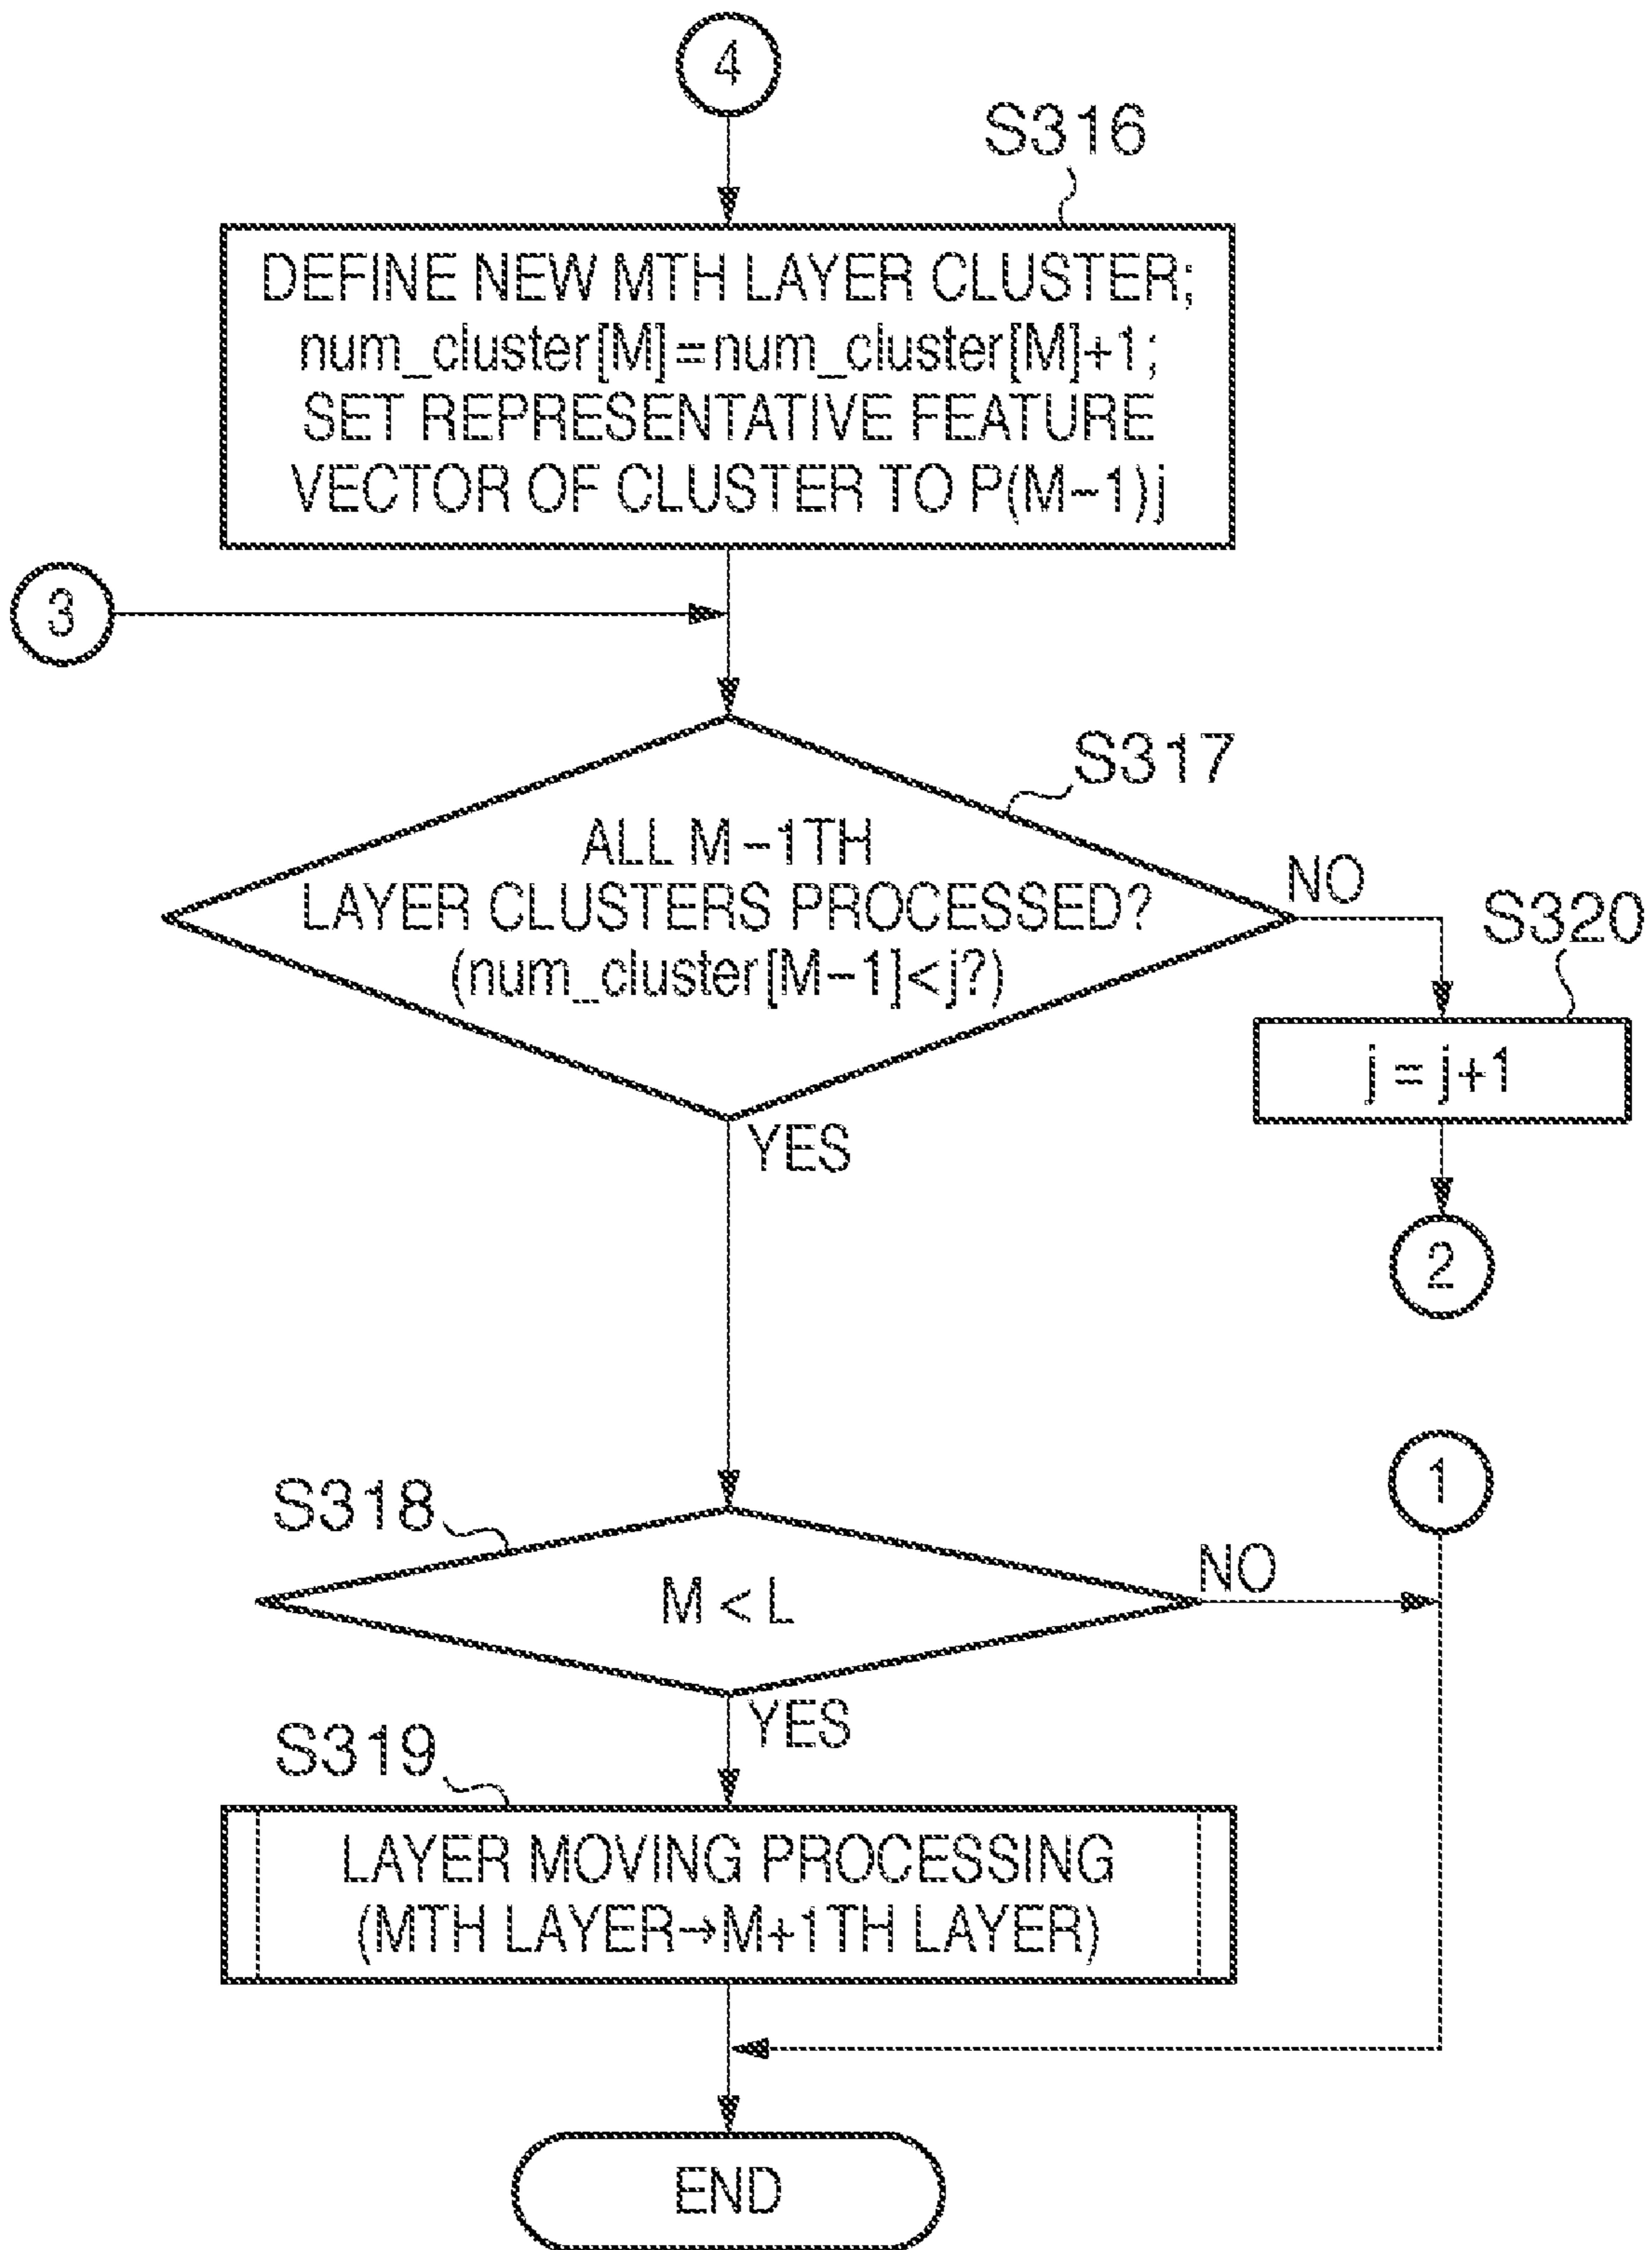 4
S316
DEFINE NEW MTH LAYER CLUSTER;
num_cluster[M]=num_cluster[M]+1;
SET REPRESENTATIVE FEATURE
VECTOR OF CLUSTER TO P(M-1)j
3
S317
ALL M-1TH
LAYER CLUSTERS PROCESSED?
(num_cluster[M-1]<j?)
NO
S320
j = j+1
YES
2
1
S318
M < L
NO
YES
S319
LAYER MOVING PROCESSING
(MTH LAYER→M+1TH LAYER)
END